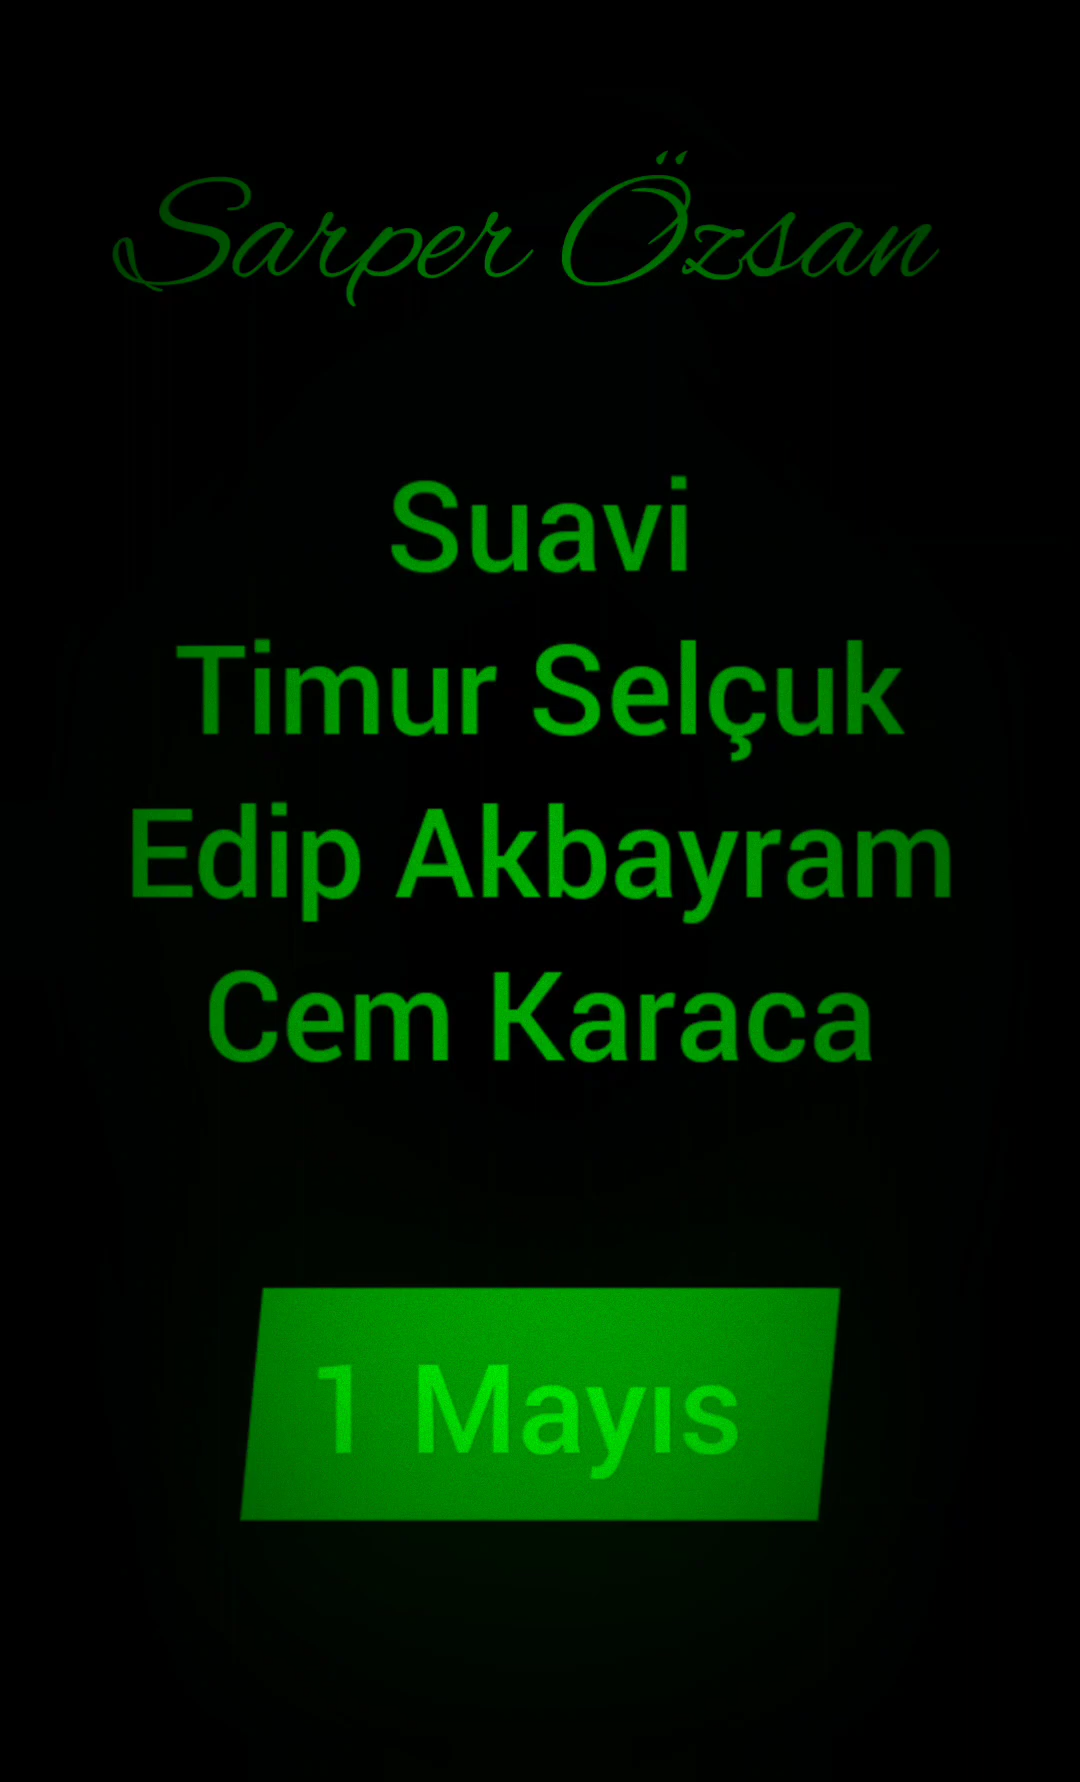 Sarper Özsan
Suavi
Timur Selçuk
Edip Akbayram
Cem Karaca
1 Mayıs